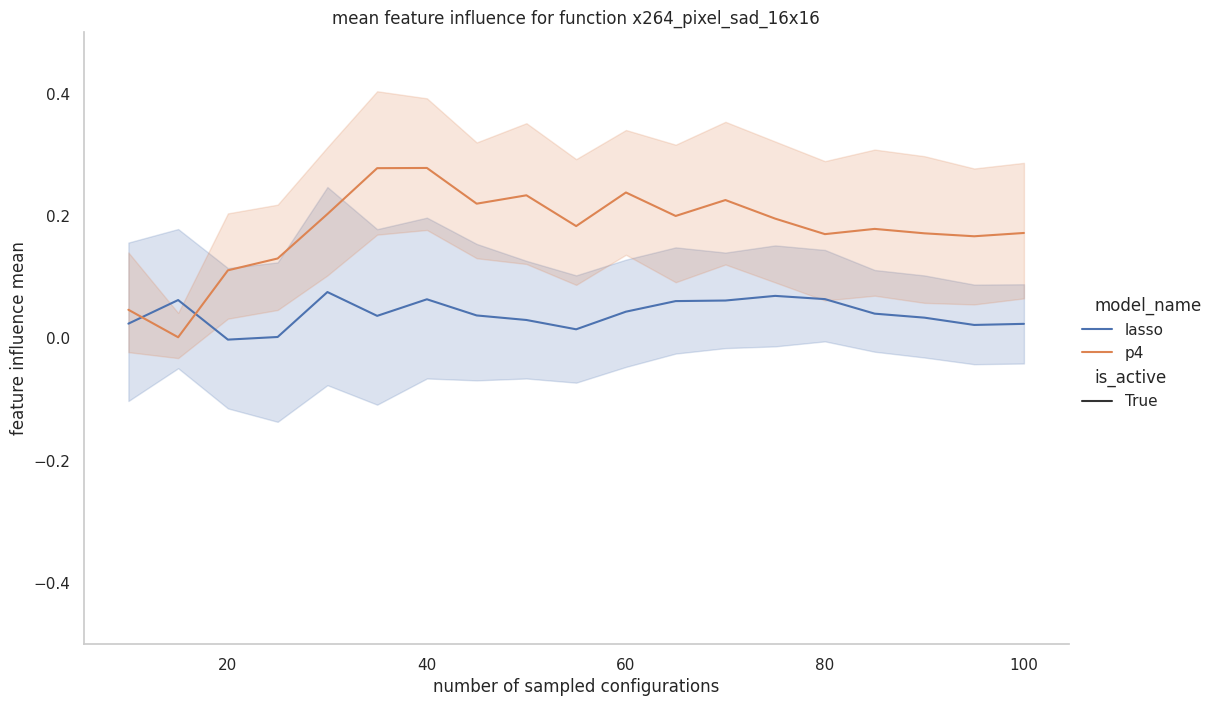 mean feature influence for function x264_pixel_sad_16x16
feature influence mean
0.4
0.2
0.0
−0.2
−0.4
20
40
60
80
100
number of sampled configurations
model_name
lasso
p4
is_active
True